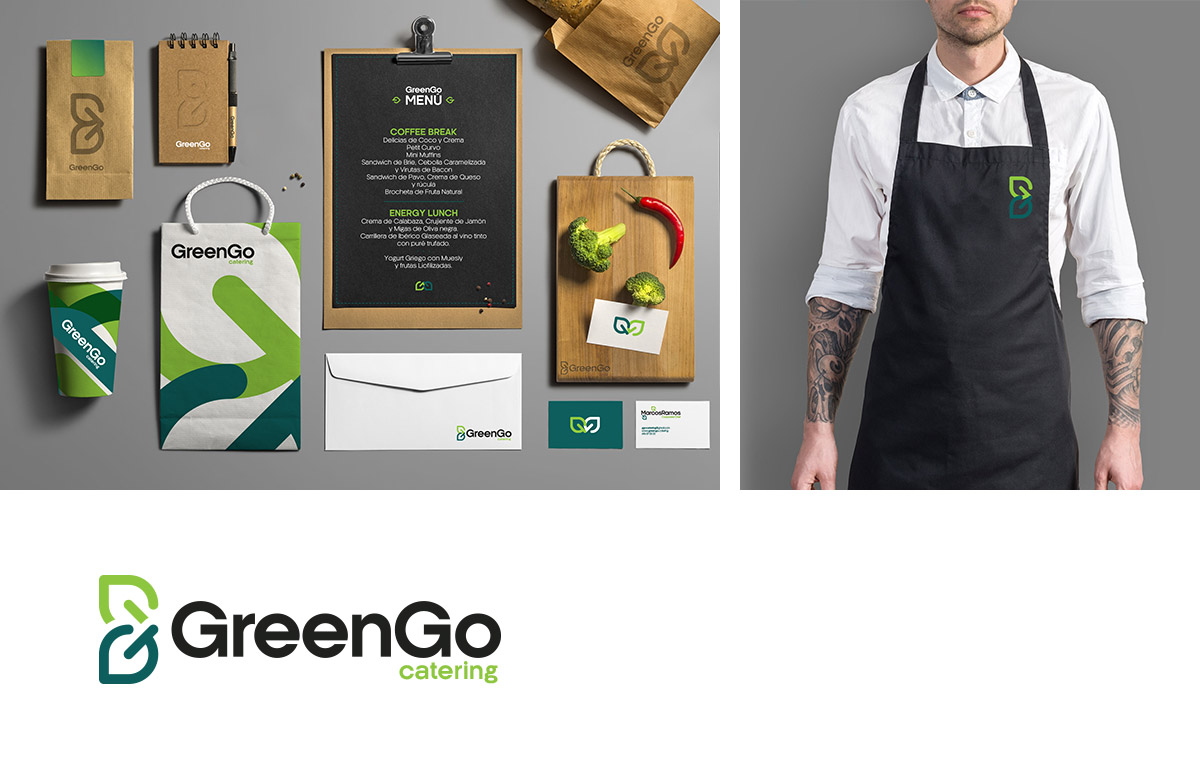 GreenGo
GreenGo
GreenGo
GreenGo
MENÚ
COFFEE BREAK
Delicias de Coco y Crema
Petit Curvo
Mini Muffins
Sandwich de Brie, Cebolla Caramelizada
y Virutas de Bacon
Sandwich de Pavo, Crema de Queso
y rúcula
Brocheta de Fruta Natural
ENERGY LUNCH
Crema de Calabaza, Crujiente de Jamón
y Migas de Oliva negra.
Carrillera de Ibérico Glaseada al vino tinto
con puré trufado.
Yogurt Griego con Muesly
y frutas Liofilizadas.
GreenGo
GreenGo
catering
GreenGo
catering
GreenGo
GreenGo
catering
MarcosRamos
GreenGo
catering